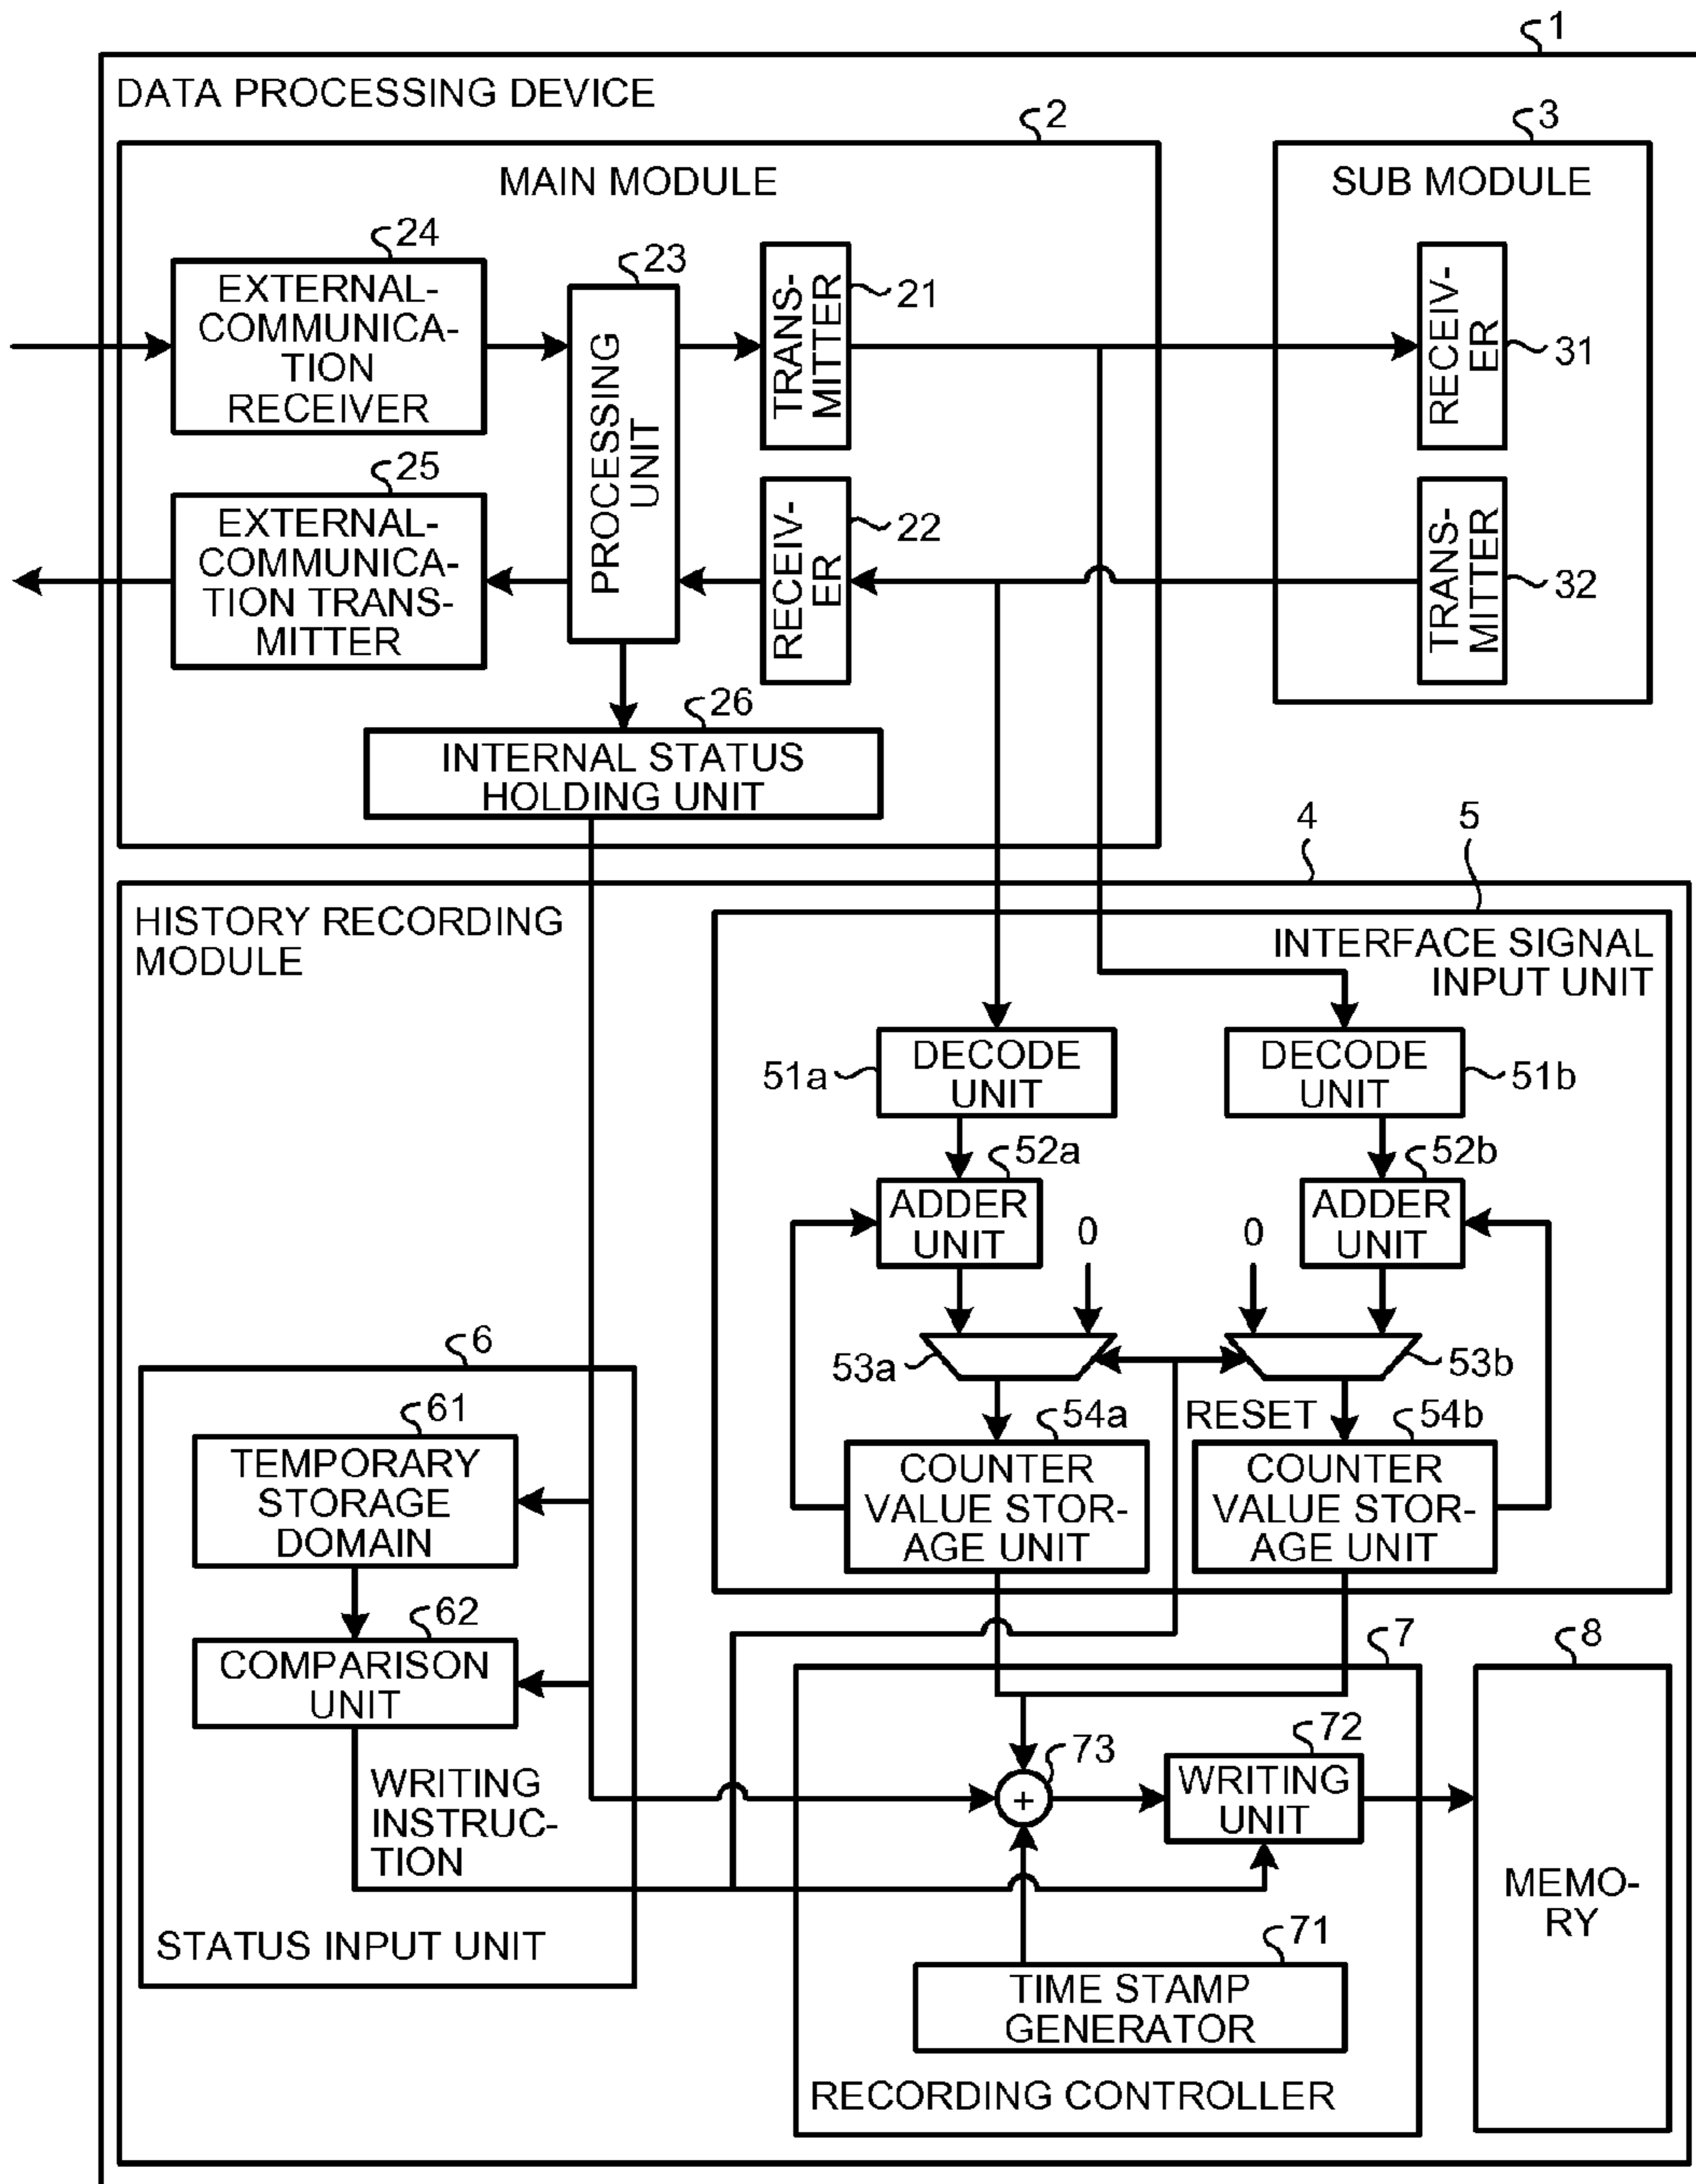 1
DATA PROCESSING DEVICE
2
3
MAIN MODULE
SUB MODULE
24
EXTERNAL-
COMMUNICA-
TION
RECEIVER
23
PROCESSING
UNIT
TRANS-
MITTER
21
RECEIV-
ER
31
25
EXTERNAL-
COMMUNICA-
TION TRANS-
MITTER
RECEIV-
ER
22
TRANS-
MITTER
32
26
INTERNAL STATUS
HOLDING UNIT
4
5
HISTORY RECORDING
MODULE
INTERFACE SIGNAL
INPUT UNIT
51a
DECODE
UNIT
DECODE
UNIT
51b
52a
ADDER
UNIT
0
0
52b
ADDER
UNIT
53a
53b
RESET
54a
COUNTER
VALUE STOR-
AGE UNIT
54b
COUNTER
VALUE STOR-
AGE UNIT
6
61
TEMPORARY
STORAGE
DOMAIN
62
COMPARISON
UNIT
WRITING
INSTRUC-
TION
STATUS INPUT UNIT
7
8
73
+
72
WRITING
UNIT
MEMO-
RY
71
TIME STAMP
GENERATOR
RECORDING CONTROLLER